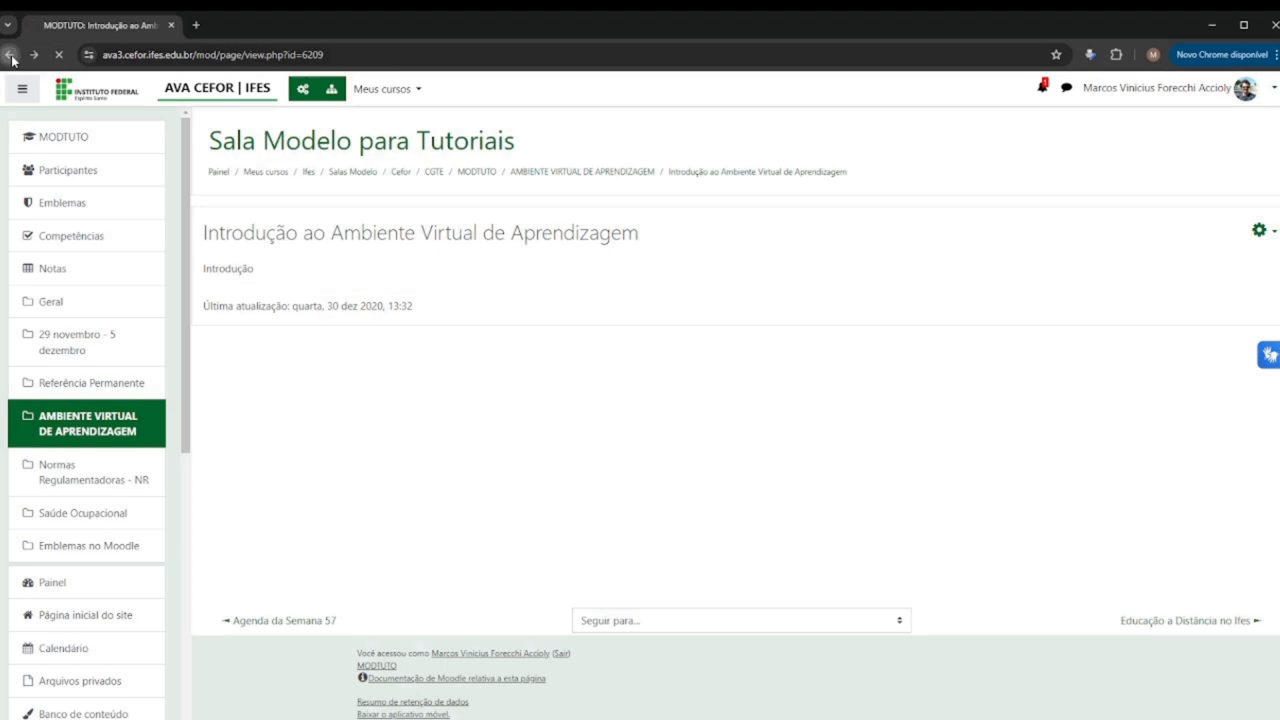 MODTUTO: Introdução ao Amb
ava3.cefor.ifes.edu.br/mod/page/view.php?id=6209
M
Novo Chrome disponível
INSTITUTO FEDERAL
Espírito Santo
AVA CEFOR | IFES
Meus cursos
1
Marcos Vinicius Forecchi Accioly
MODTUTO
Participantes
Emblemas
Competências
Notas
Geral
29 novembro - 5
dezembro
Referência Permanente
AMBIENTE VIRTUAL
DE APRENDIZAGEM
Normas
Regulamentadoras - NR
Saúde Ocupacional
Emblemas no Moodle
Painel
Página inicial do site
Calendário
Arquivos privados
Banco de conteúdo
Sala Modelo para Tutoriais
Painel / Meus cursos / Ifes / Salas Modelo / Cefor / CGTE / MODTUTO / AMBIENTE VIRTUAL DE APRENDIZAGEM / Introdução ao Ambiente Virtual de Aprendizagem
Introdução ao Ambiente Virtual de Aprendizagem
Introdução
Última atualização: quarta, 30 dez 2020, 13:32
◄ Agenda da Semana 57
Seguir para...
Educação a Distância no Ifes ►
Você acessou como Marcos Vinicius Forecchi Accioly (Sair)
MODTUTO
Documentação de Moodle relativa a esta página
Resumo de retenção de dados
Baixar o aplicativo móvel.